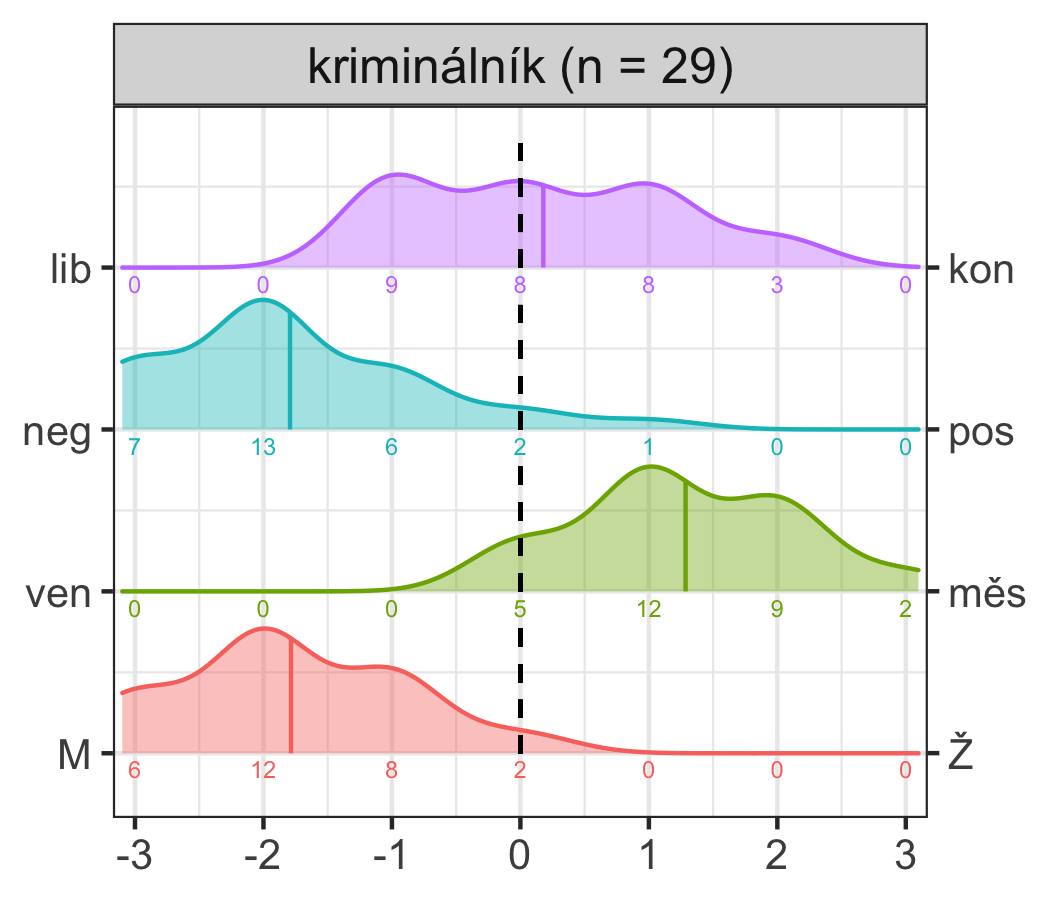 kriminálník (n = 29)
lib kon
0 0 9 8 8 3 0
neg pos
7 13 6 2 1 0 0
ven měs
0 0 0 5 12 9 2
M Ž
6 12 8 2 0 0 0
-3 -2 -1 0 1 2 3